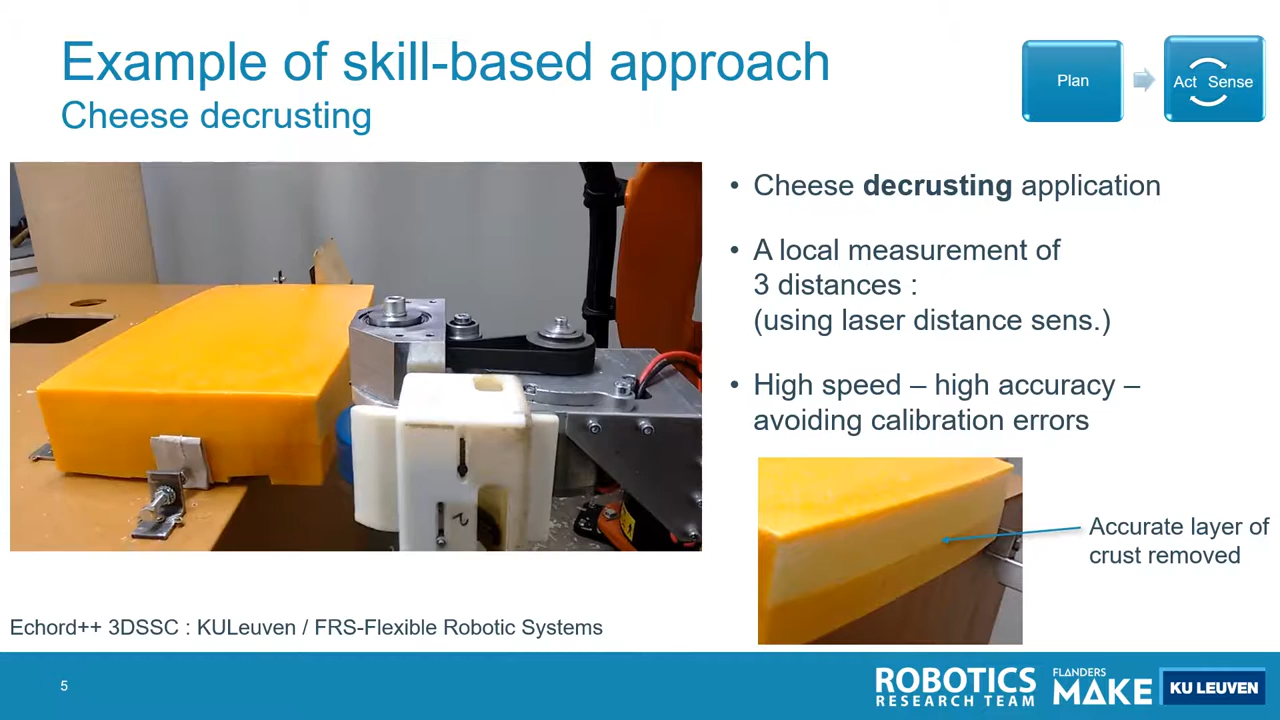 Example of skill-based approach
Cheese decrusting
Plan
Act Sense
• Cheese decrusting application
• A local measurement of
3 distances :
(using laser distance sens.)
• High speed – high accuracy –
avoiding calibration errors
Accurate layer of
crust removed
Echord++ 3DSSC : KULeuven / FRS-Flexible Robotic Systems
5
ROBOTICS
RESEARCH TEAM
FLANDERS
MAKE
KU LEUVEN